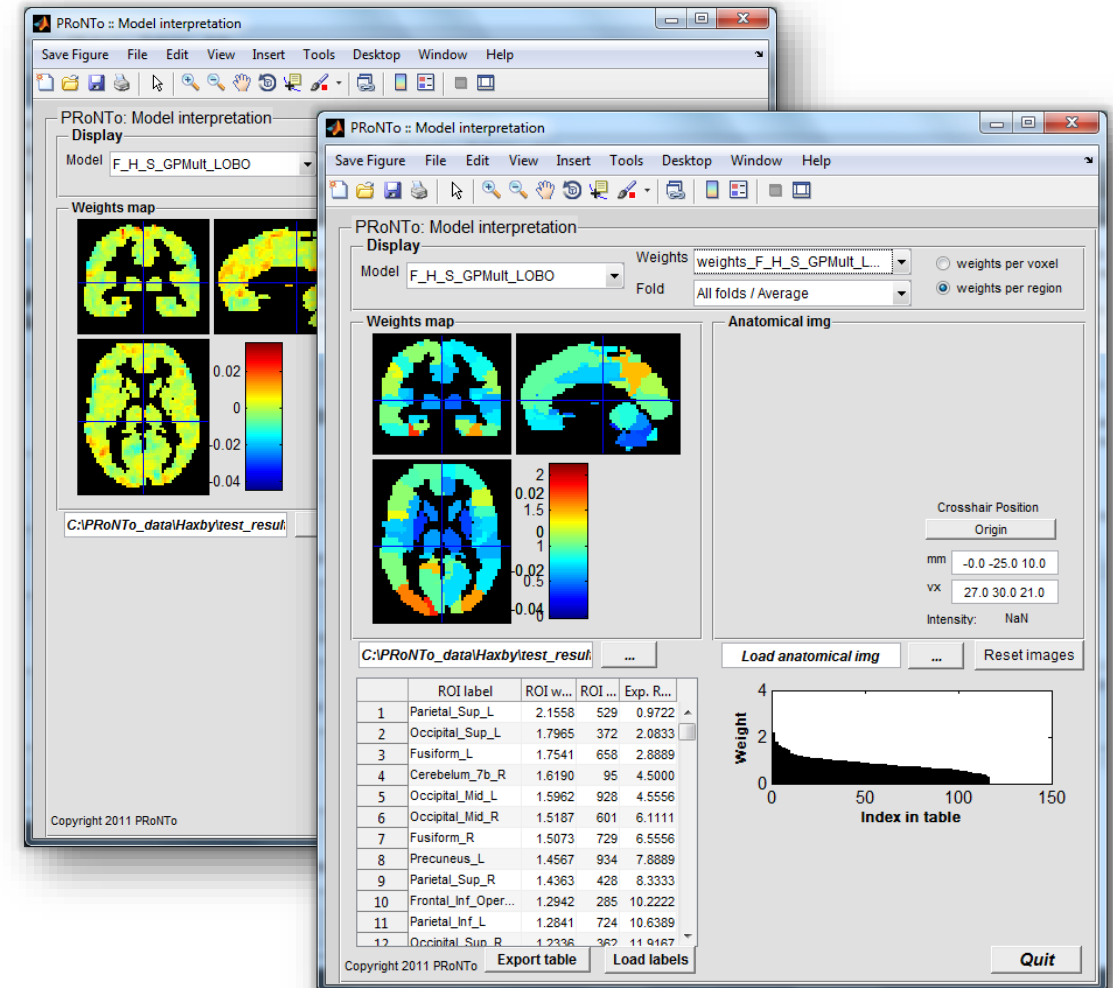 PRoNTo :: Model interpretation
Save Figure File Edit View Insert Tools Desktop Window Help
PRoNTo: Model interpretation
Display
Model F_H_S_GPMult_LOBO
Weights map
0.02
0
-0.02
-0.04
C:\PRoNTo_data\Haxby\test_resul
Copyright 2011 PRoNTo
PRoNTo :: Model interpretation
Save Figure File Edit View Insert Tools Desktop Window Help
PRoNTo: Model interpretation
Display
Model F_H_S_GPMult_LOBO
Weights weights_F_H_S_GPMult_L...
Fold All folds / Average
weights per voxel
weights per region
Weights map
2
0.02
1.5
0
1
-0.02
0.5
-0.04
0
Anatomical img
Crosshair Position
Origin
mm -0.0 -25.0 10.0
vx 27.0 30.0 21.0
Intensity: NaN
C:\PRoNTo_data\Haxby\test_resul ...
Load anatomical img ... Reset images
ROI label ROI w... ROI ... Exp. R...
1 Parietal_Sup_L 2.1558 529 0.9722
2 Occipital_Sup_L 1.7965 372 2.0833
3 Fusiform_L 1.7541 658 2.8889
4 Cerebelum_7b_R 1.6190 95 4.5000
5 Occipital_Mid_L 1.5962 928 4.5556
6 Occipital_Mid_R 1.5187 601 6.1111
7 Fusiform_R 1.5073 729 6.5556
8 Precuneus_L 1.4567 934 7.8889
9 Parietal_Sup_R 1.4363 428 8.3333
10 Frontal_Inf_Oper... 1.2942 285 10.2222
11 Parietal_Inf_L 1.2841 724 10.6389
12 Occipital_Sup_R 1.2336 362 11.9167
4
2
0
Weight
0 50 100 150
Index in table
Copyright 2011 PRoNTo Export table Load labels
Quit